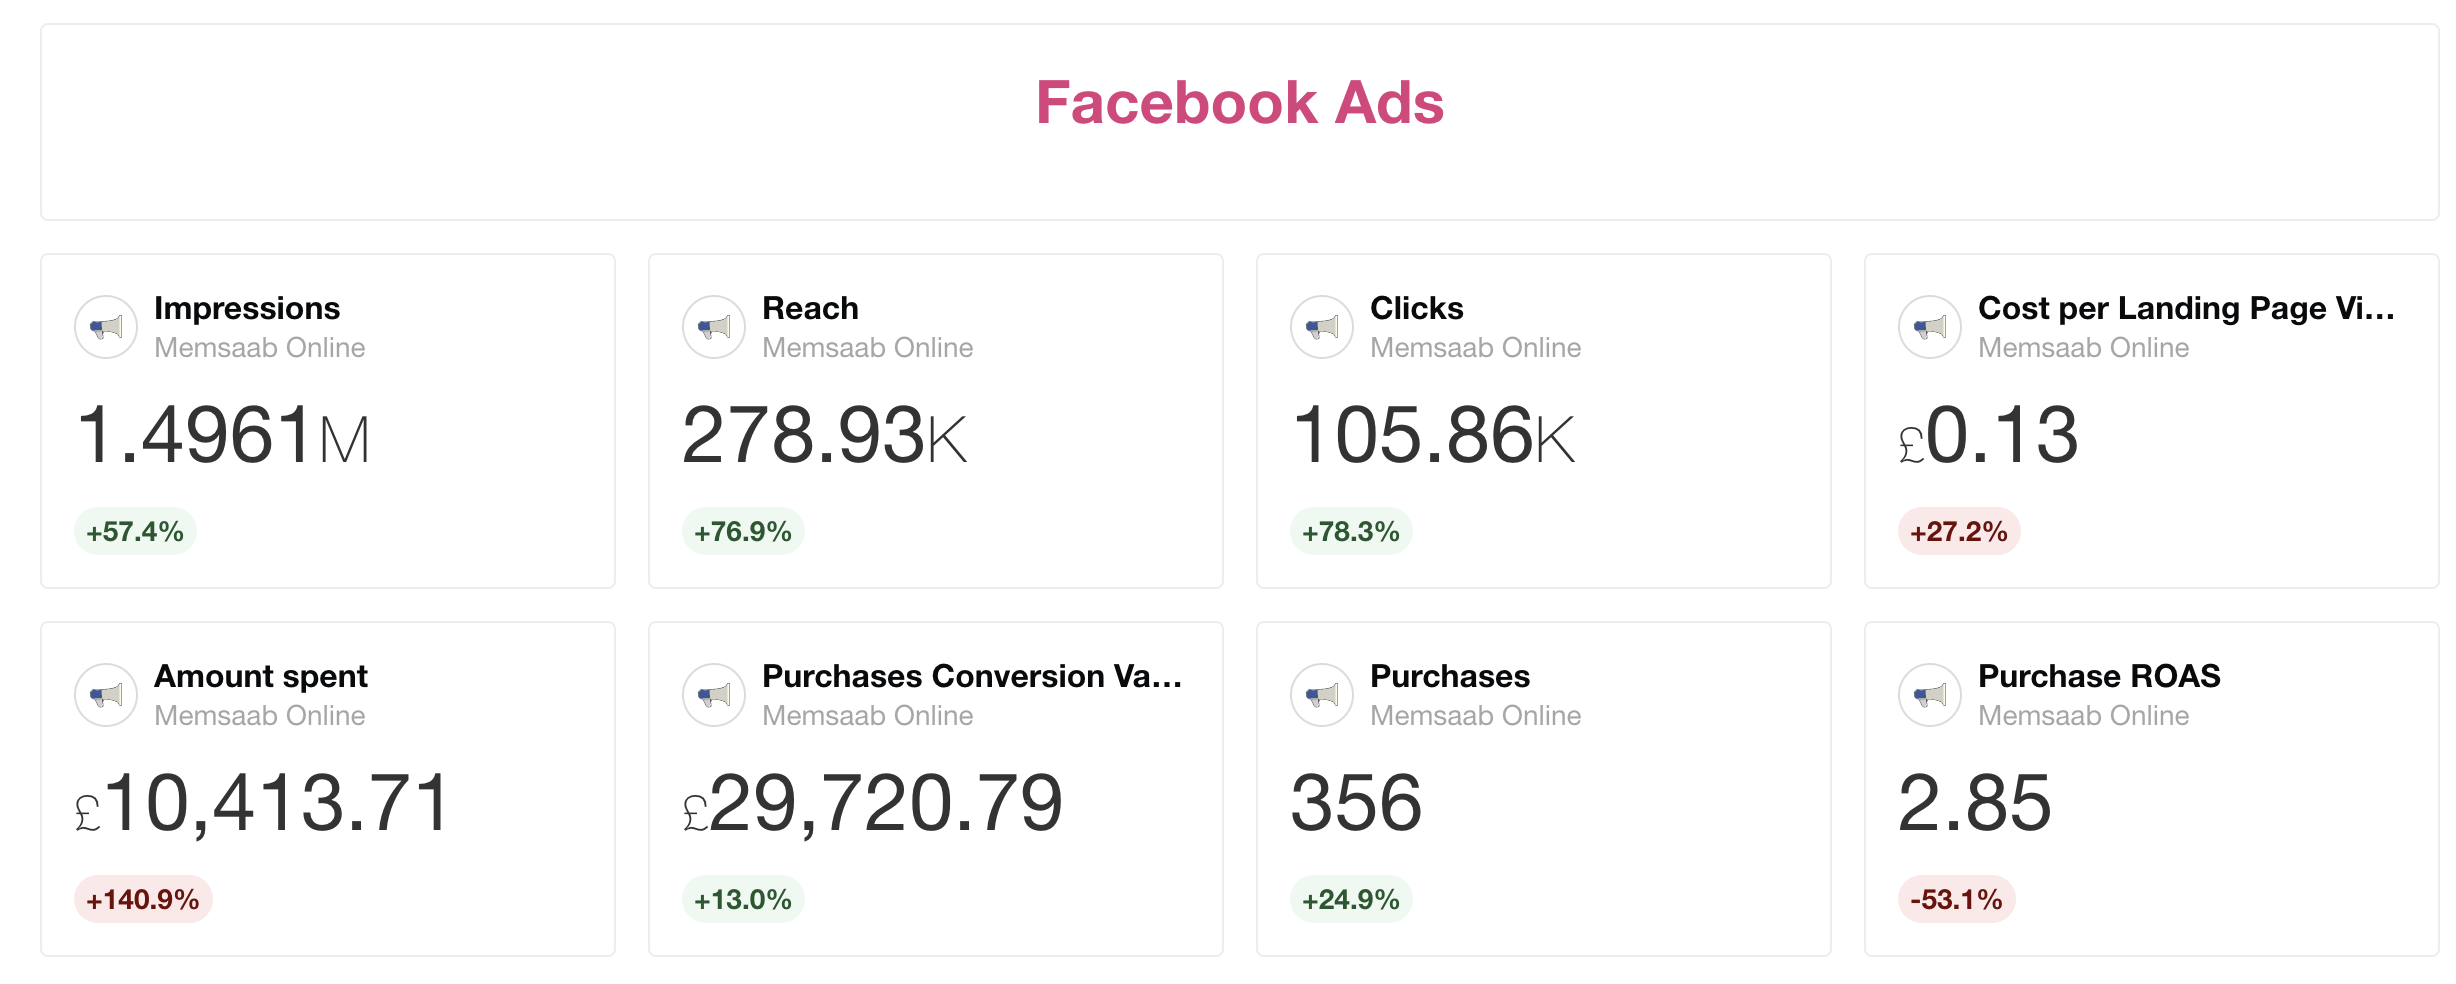 Facebook Ads
Impressions
Memsaab Online
1.4961M
+57.4%
Reach
Memsaab Online
278.93K
+76.9%
Clicks
Memsaab Online
105.86K
+78.3%
Cost per Landing Page Vi...
Memsaab Online
£0.13
+27.2%
Amount spent
Memsaab Online
£10,413.71
+140.9%
Purchases Conversion Va...
Memsaab Online
£29,720.79
+13.0%
Purchases
Memsaab Online
356
+24.9%
Purchase ROAS
Memsaab Online
2.85
-53.1%